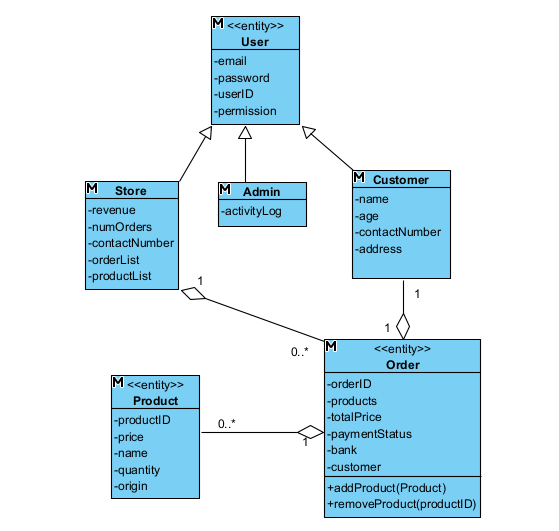 M <<entity>>
User
-email
-password
-userID
-permission
M Store
-revenue
-numOrders
-contactNumber
-orderList
-productList
M Admin
-activityLog
M Customer
-name
-age
-contactNumber
-address
1
1
1
0..*
M <<entity>>
Order
-orderID
-products
-totalPrice
-paymentStatus
-bank
-customer
+addProduct(Product)
+removeProduct(productID)
M <<entity>>
Product
-productID
-price
-name
-quantity
-origin
0..*
1